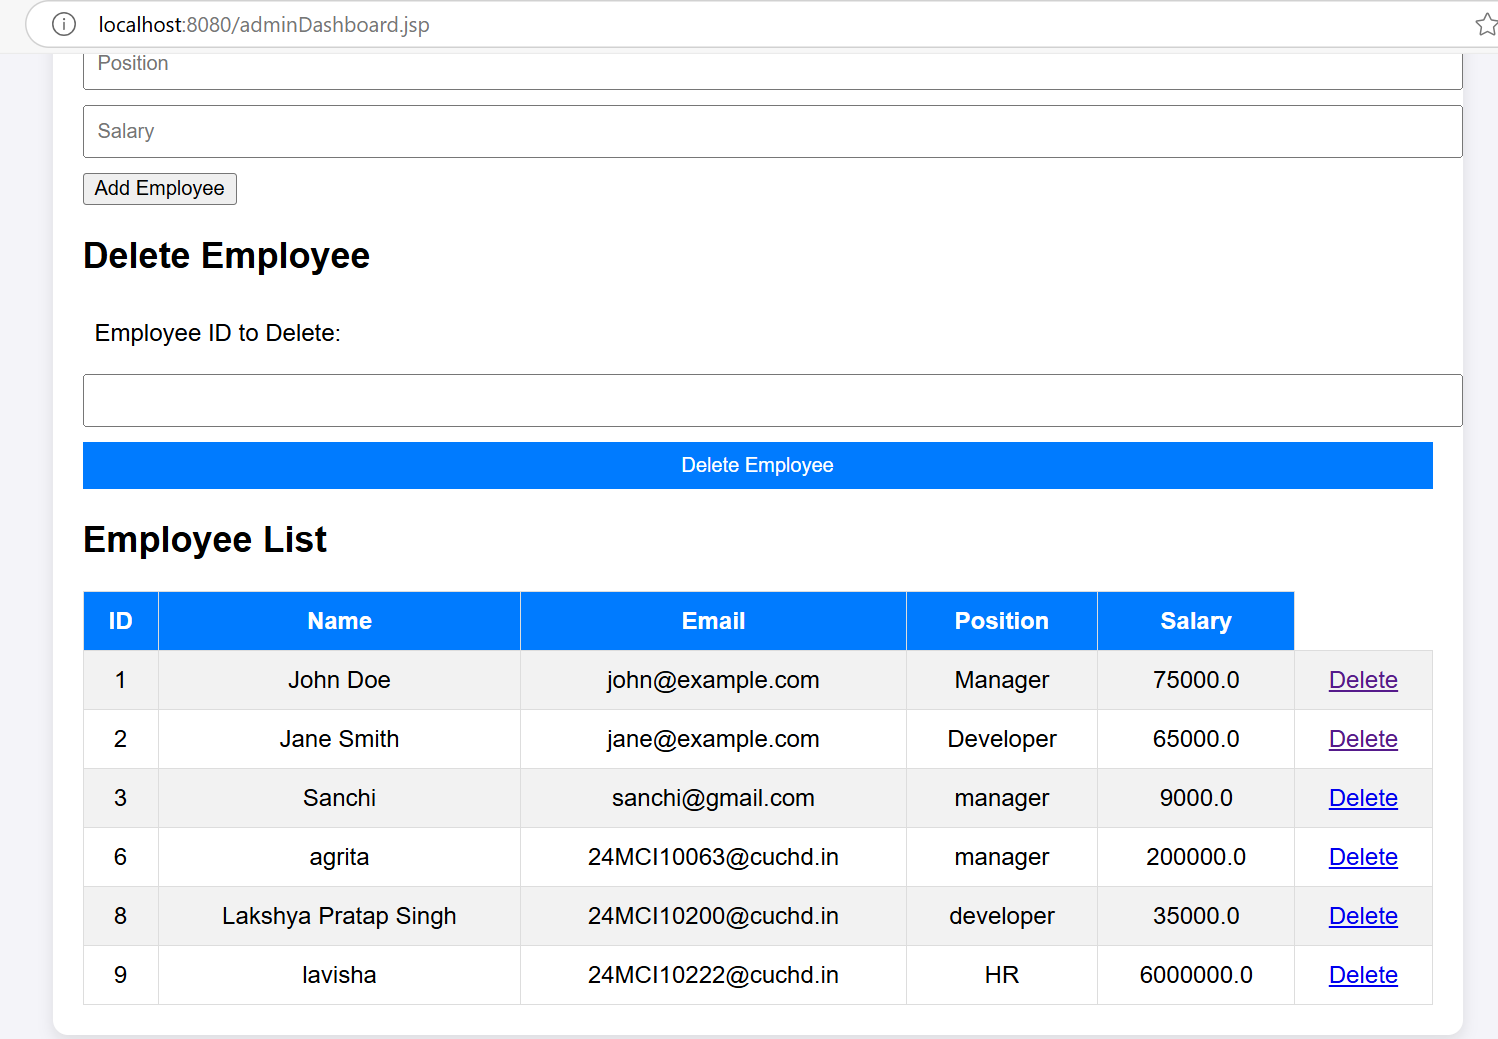 localhost:8080/adminDashboard.jsp
Position
Salary
Add Employee
Delete Employee
Employee ID to Delete:
Delete Employee
Employee List
ID Name Email Position Salary
1 John Doe john@example.com Manager 75000.0 Delete
2 Jane Smith jane@example.com Developer 65000.0 Delete
3 Sanchi sanchi@gmail.com manager 9000.0 Delete
6 agrita 24MCI10063@cuchd.in manager 200000.0 Delete
8 Lakshya Pratap Singh 24MCI10200@cuchd.in developer 35000.0 Delete
9 lavisha 24MCI10222@cuchd.in HR 6000000.0 Delete